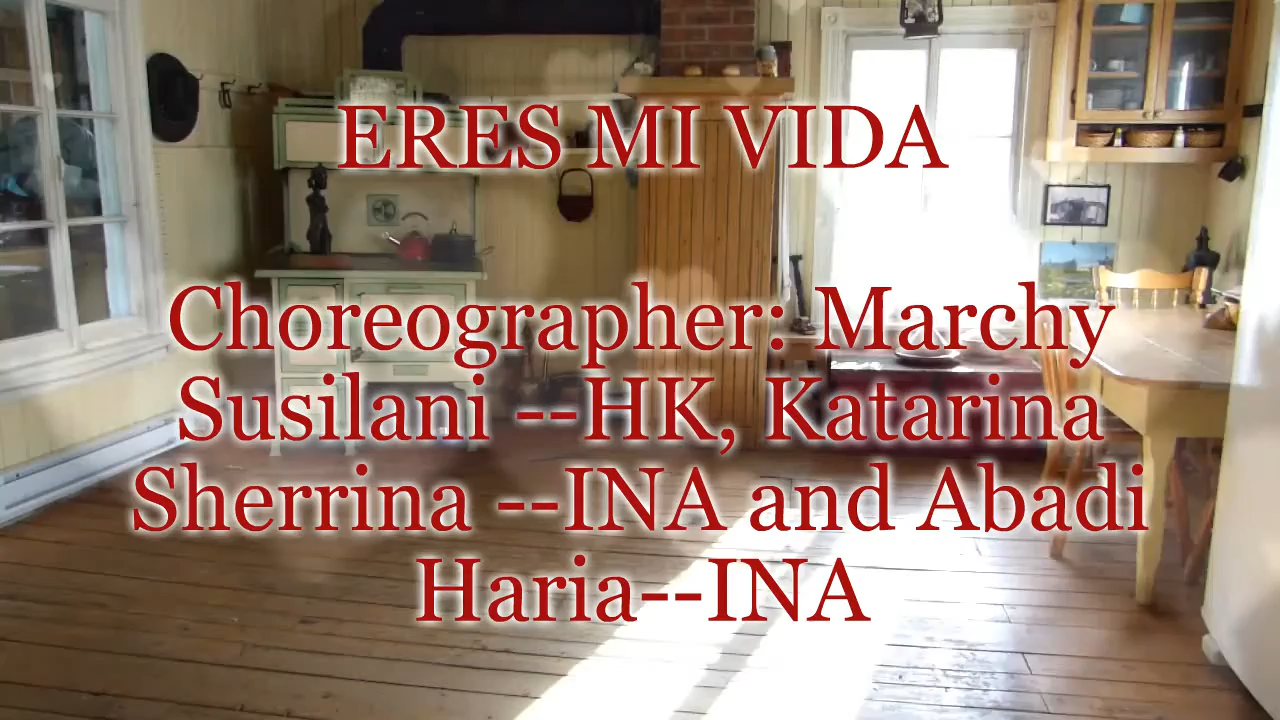 ERES MI VIDA
Choreographer: Marchy
Susilani --HK, Katarina
Sherrina --INA and Abadi
Haria--INA